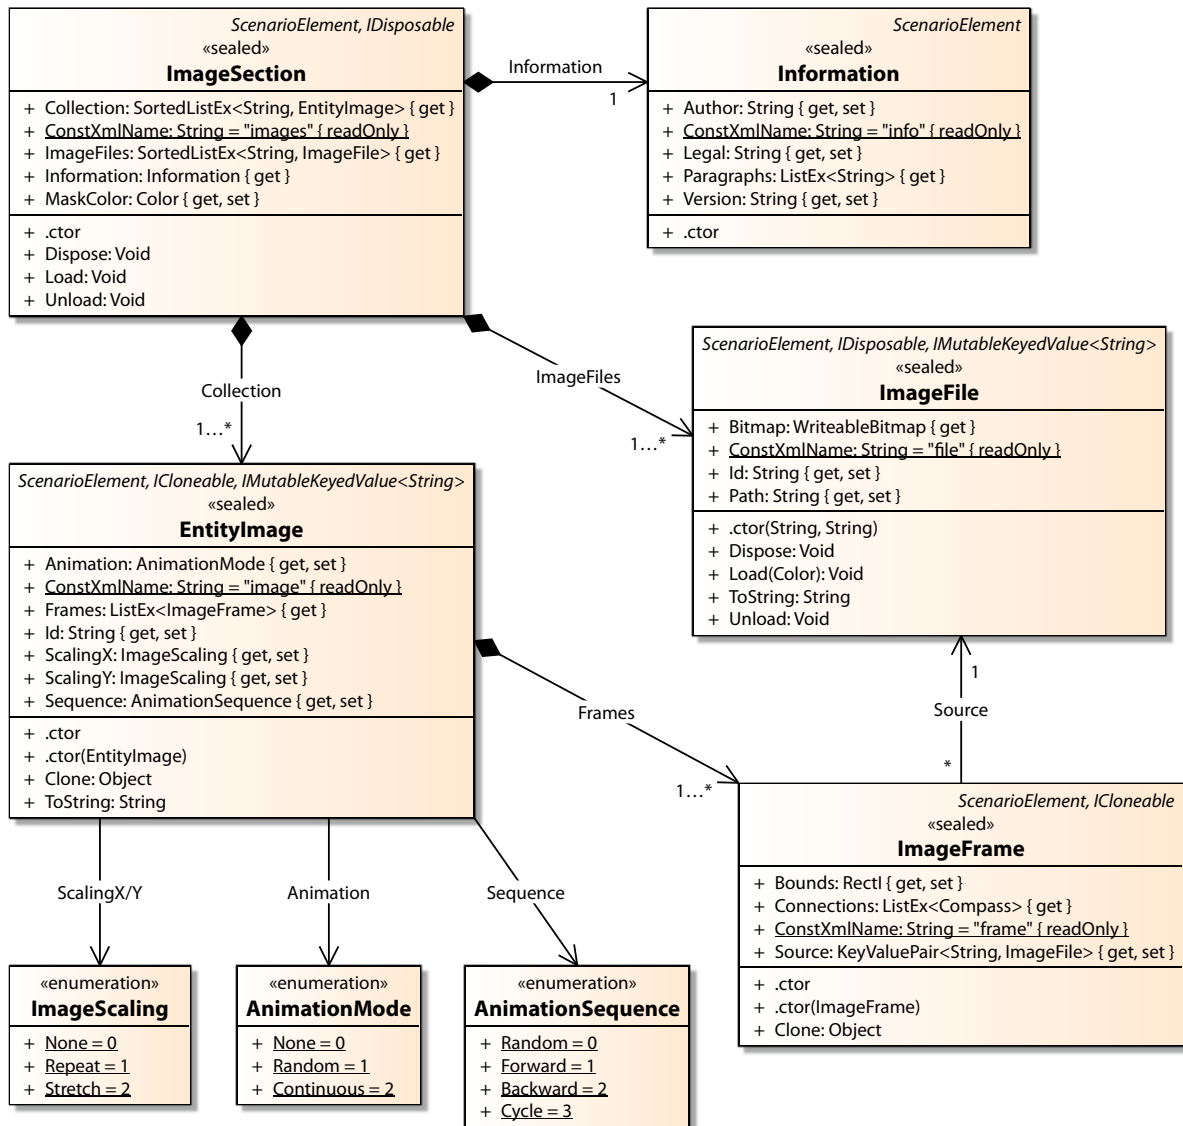 ScenarioElement, IDisposable
«sealed»
ImageSection
+ Collection: SortedListEx<String, EntityImage> { get }
+ ConstXmlName: String = "images" { readOnly }
+ ImageFiles: SortedListEx<String, ImageFile> { get }
+ Information: Information { get }
+ MaskColor: Color { get, set }
+ .ctor
+ Dispose: Void
+ Load: Void
+ Unload: Void
Information
1
ScenarioElement
«sealed»
Information
+ Author: String { get, set }
+ ConstXmlName: String = "info" { readOnly }
+ Legal: String { get, set }
+ Paragraphs: ListEx<String> { get }
+ Version: String { get, set }
+ .ctor
Collection
1…*
ImageFiles
1…*
ScenarioElement, IDisposable, IMutableKeyedValue<String>
«sealed»
ImageFile
+ Bitmap: WriteableBitmap { get }
+ ConstXmlName: String = "file" { readOnly }
+ Id: String { get, set }
+ Path: String { get, set }
+ .ctor(String, String)
+ Dispose: Void
+ Load(Color): Void
+ ToString: String
+ Unload: Void
ScenarioElement, ICloneable, IMutableKeyedValue<String>
«sealed»
EntityImage
+ Animation: AnimationMode { get, set }
+ ConstXmlName: String = "image" { readOnly }
+ Frames: ListEx<ImageFrame> { get }
+ Id: String { get, set }
+ ScalingX: ImageScaling { get, set }
+ ScalingY: ImageScaling { get, set }
+ Sequence: AnimationSequence { get, set }
+ .ctor
+ .ctor(EntityImage)
+ Clone: Object
+ ToString: String
Frames
1…*
1
Source
*
ScenarioElement, ICloneable
«sealed»
ImageFrame
+ Bounds: RectI { get, set }
+ Connections: ListEx<Compass> { get }
+ ConstXmlName: String = "frame" { readOnly }
+ Source: KeyValuePair<String, ImageFile> { get, set }
+ .ctor
+ .ctor(ImageFrame)
+ Clone: Object
ScalingX/Y
Animation
Sequence
«enumeration»
ImageScaling
+ None = 0
+ Repeat = 1
+ Stretch = 2
«enumeration»
AnimationMode
+ None = 0
+ Random = 1
+ Continuous = 2
«enumeration»
AnimationSequence
+ Random = 0
+ Forward = 1
+ Backward = 2
+ Cycle = 3